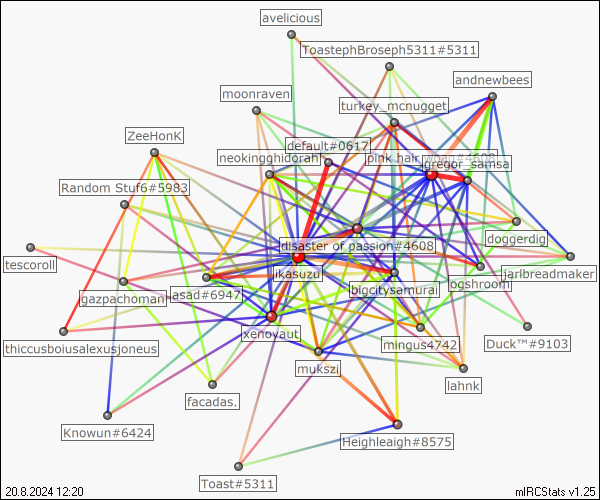 avelicious
ToastephBroseph5311#5311
andnewbees
moonraven
turkey_mcnugget
ZeeHonK
default#0617
neokingghidorah
pink hair
gregor_samsa
Random Stuf6#5983
doggerdig
disaster of passion#4608
tescoroll
ikasuzu
jarlbreadmaker
gazpachoman
asad#6947
bigcitysamurai
ogshroom
xenoyaut
thiccusboiusalexusjoneus
mingus4742
Duck™#9103
mukszi
lahnk
facadas.
Knowun#6424
Heighleaigh#8575
Toast#5311
20.8.2024 12:20
mIRCStats v1.25